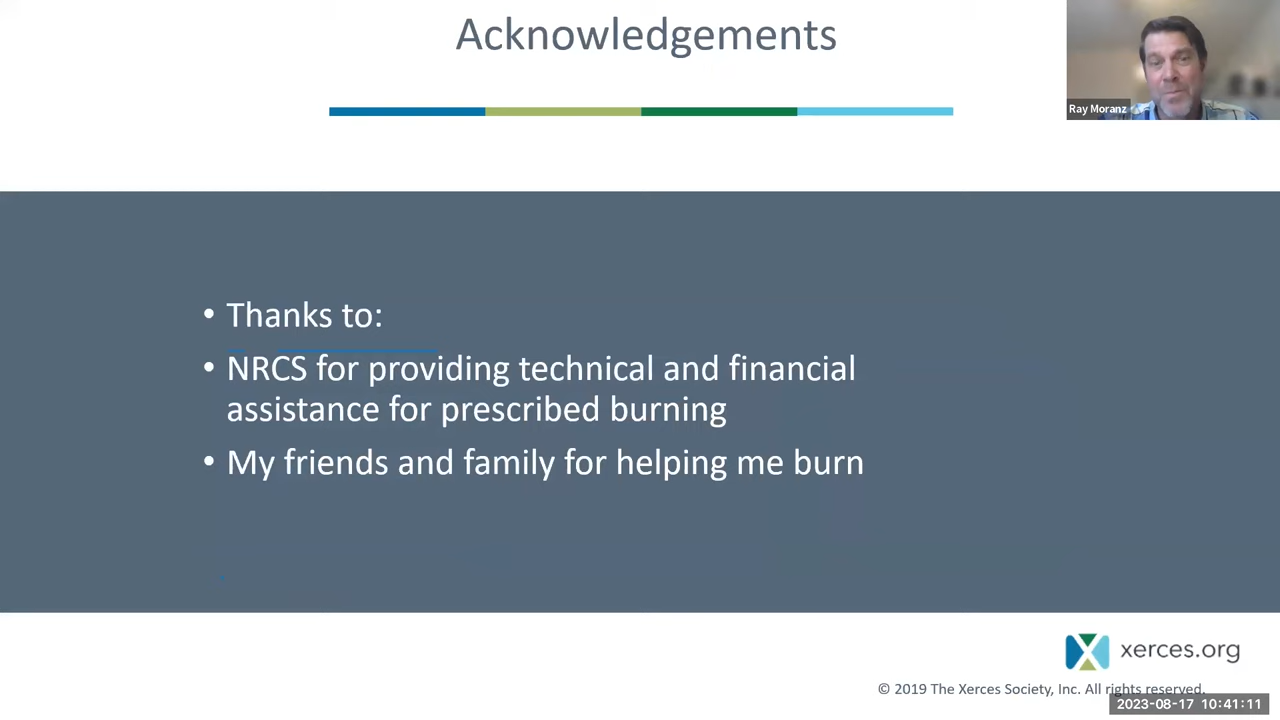 Acknowledgements
Ray Moranz
• Thanks to:
• NRCS for providing technical and financial
assistance for prescribed burning
• My friends and family for helping me burn
xerces.org
© 2019 The Xerces Society, Inc. All rights reserved.
2023-08-17 10:41:11